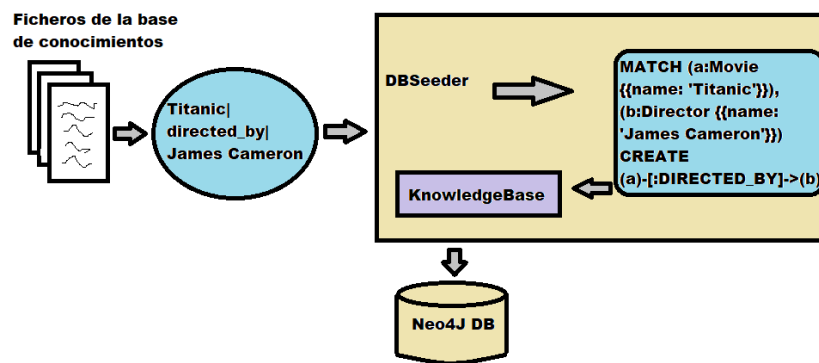 Ficheros de la base
de conocimientos
Titanic|
directed_by|
James Cameron
DBSeeder
MATCH (a:Movie
{{name: 'Titanic'}}),
(b:Director {{name:
'James Cameron'}})
CREATE
(a)-[:DIRECTED_BY]->(b)
KnowledgeBase
Neo4J DB